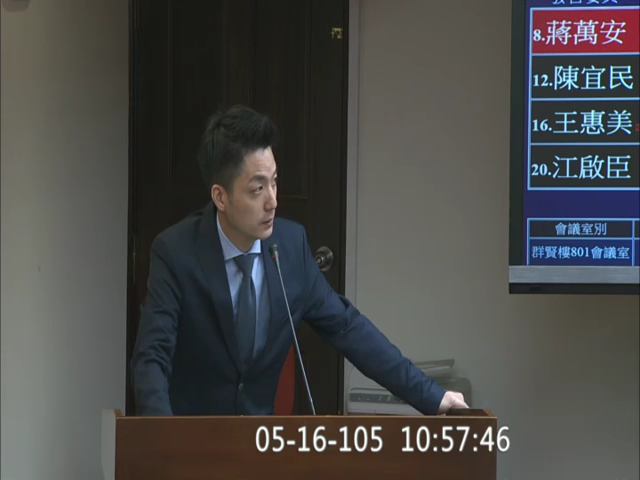 8.蔣萬安
12.陳宜民
16.王惠美
20.江啟臣
會議室別
群賢樓801會議室
05-16-105 10:57:46